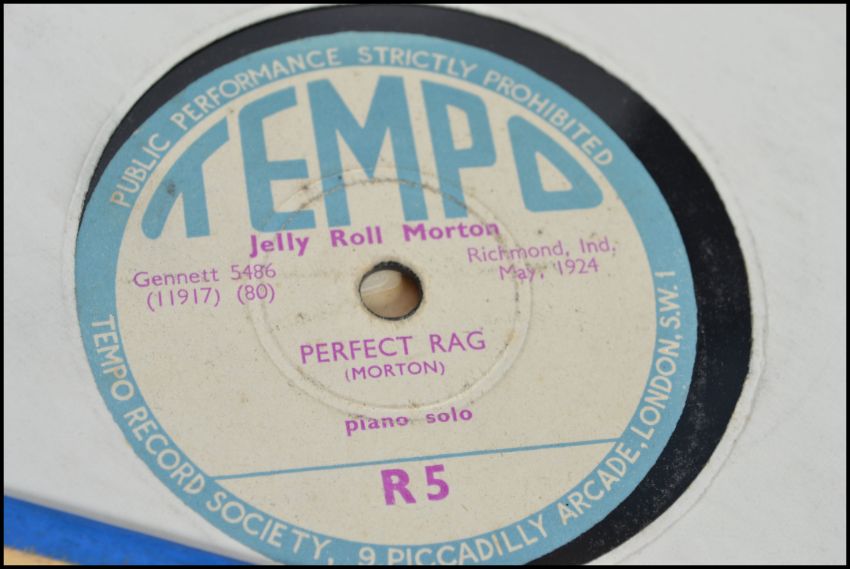 PUBLIC PERFORMANCE STRICTLY PROHIBITED
TEMPO
Jelly Roll Morton
Gennett 5486
(11917) (80)
Richmond, Ind.
May, 1924
PERFECT RAG
(MORTON)
piano solo
R 5
TEMPO RECORD SOCIETY, 9 PICCADILLY ARCADE, LONDON, S.W. 1